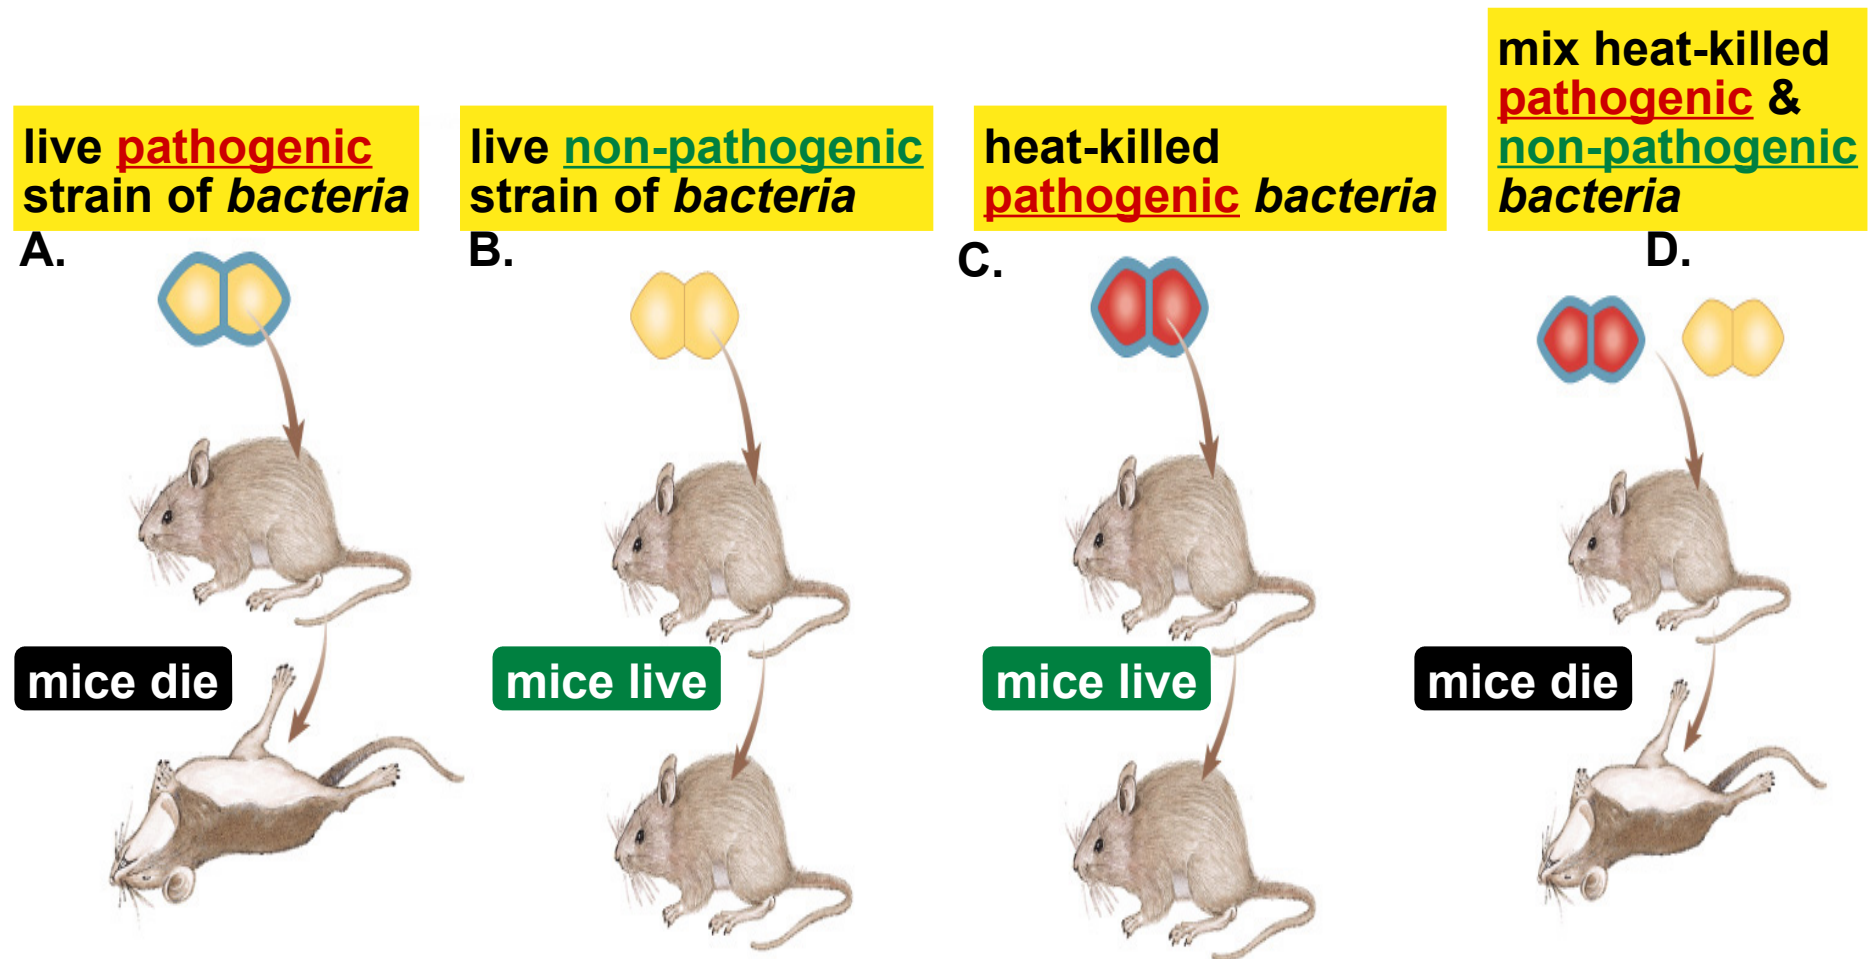 live pathogenic
strain of bacteria
A.
mice die
live non-pathogenic
strain of bacteria
B.
mice live
heat-killed
pathogenic bacteria
C.
mice live
mix heat-killed
pathogenic &
non-pathogenic
bacteria
D.
mice die